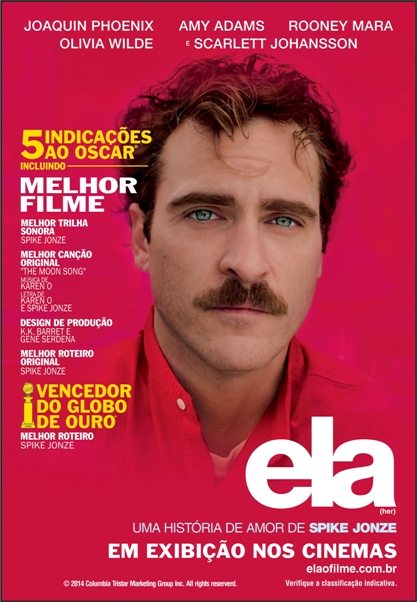 JOAQUIN PHOENIX AMY ADAMS ROONEY MARA
OLIVIA WILDE E SCARLETT JOHANSSON
5 INDICAÇÕES
AO OSCAR
INCLUINDO
MELHOR
FILME
MELHOR TRILHA
SONORA
SPIKE JONZE
MELHOR CANÇÃO
ORIGINAL
"THE MOON SONG"
MÚSICA DE
KAREN O
LETRA DE
KAREN O
E SPIKE JONZE
DESIGN DE PRODUÇÃO
K.K. BARRET E
GENE SERDENA
MELHOR ROTEIRO
ORIGINAL
SPIKE JONZE
VENCEDOR
DO GLOBO
DE OURO
MELHOR ROTEIRO
SPIKE JONZE
ela
(her)
UMA HISTÓRIA DE AMOR DE SPIKE JONZE
EM EXIBIÇÃO NOS CINEMAS
elaofilme.com.br
© 2014 Columbia Tristar Marketing Group Inc. All rights reserverd. Verifique a classificação indicativa.